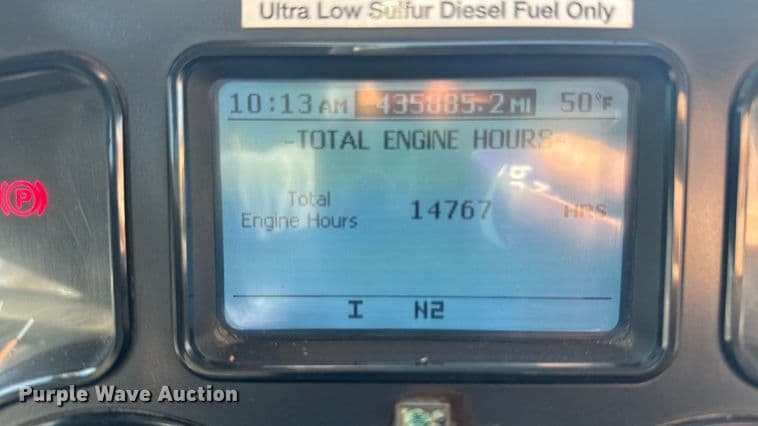 Ultra Low Sulfur Diesel Fuel Only
10:13 AM 435885.2 MI 50°F
-TOTAL ENGINE HOURS-
P
Total
Engine Hours 14767 HRS
I N2
Purple Wave Auction